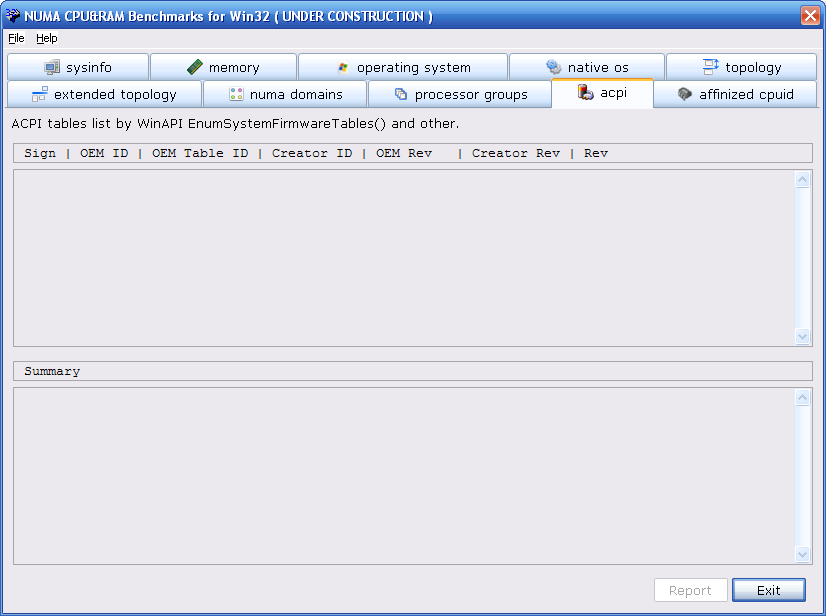 NUMA CPU&RAM Benchmarks for Win32 ( UNDER CONSTRUCTION )
File Help
sysinfo memory operating system native os topology
extended topology numa domains processor groups acpi affinized cpuid
ACPI tables list by WinAPI EnumSystemFirmwareTables() and other.
Sign | OEM ID | OEM Table ID | Creator ID | OEM Rev | Creator Rev | Rev
Summary
Report Exit